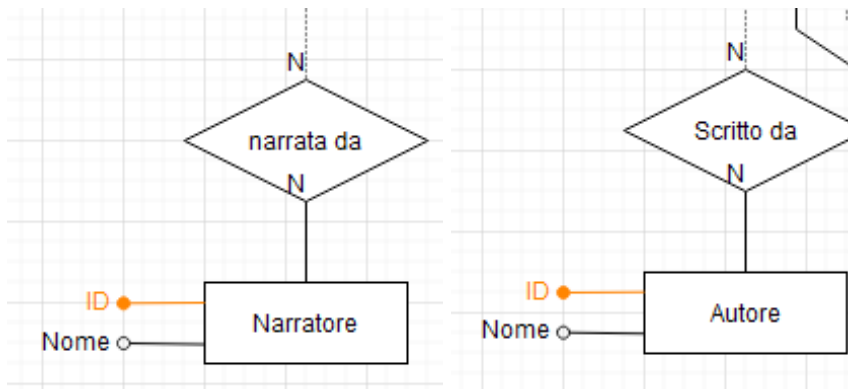 N
narrata da
N
ID
Narratore
Nome
N
Scritto da
N
ID
Autore
Nome